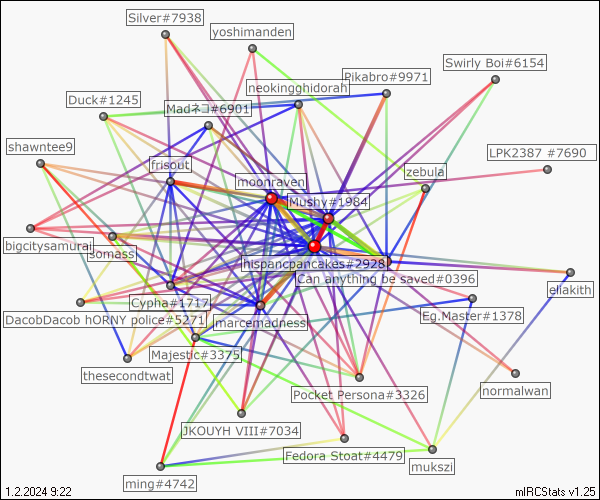 Silver#7938
yoshimanden
Swirly Boi#6154
Pikabro#9971
neokingghidorah
Duck#1245
Madネコ#6901
shawntee9
LPK2387 #7690
frisout
zebula
moonraven
Mushy#1984
bigcitysamurai
somass
hispancpancakes#2928
Can anything be saved#0396
ellakith
Cypha#1717
DacobDacob hORNY police#5271
marcemadness
Eg.Master#1378
Majestic#3375
thesecondtwat
normalwan
Pocket Persona#3326
JKOUYH VIII#7034
Fedora Stoat#4479
mukszi
ming#4742
1.2.2024 9:22
mIRCStats v1.25